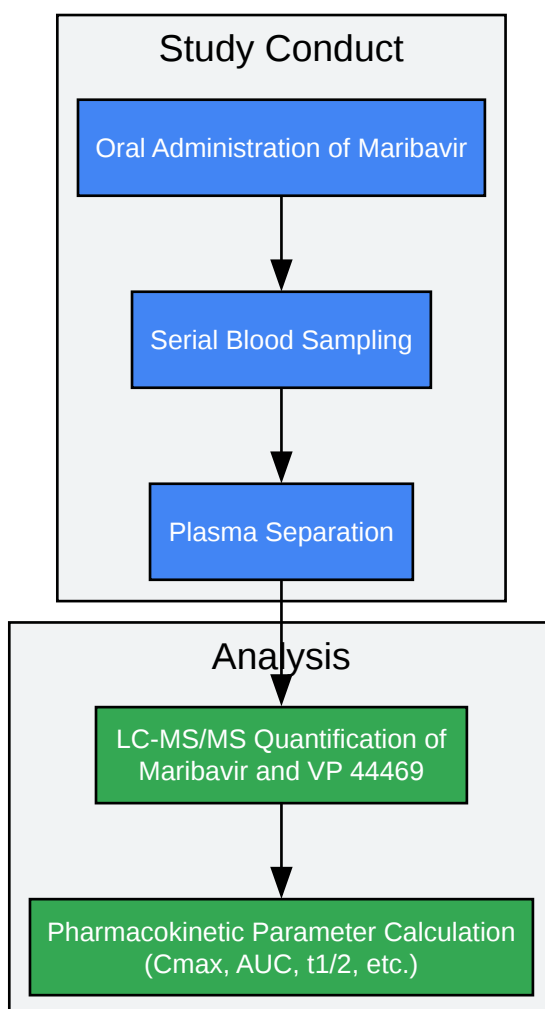 Study Conduct
Oral Administration of Maribavir
Serial Blood Sampling
Plasma Separation
Analysis
LC-MS/MS Quantification of
Maribavir and VP 44469
Pharmacokinetic Parameter Calculation
(Cmax, AUC, t1/2, etc.)